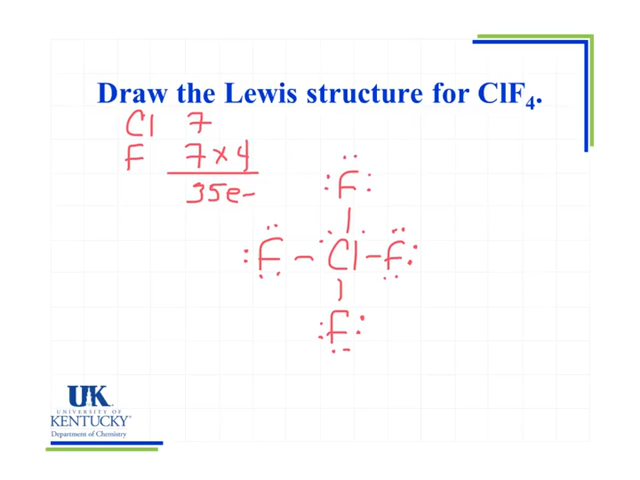 Draw the Lewis structure for ClF₄.
Cl 7
F 7 × 4
35e-
F
F - Cl - F
F
UK
UNIVERSITY OF
KENTUCKY
Department of Chemistry